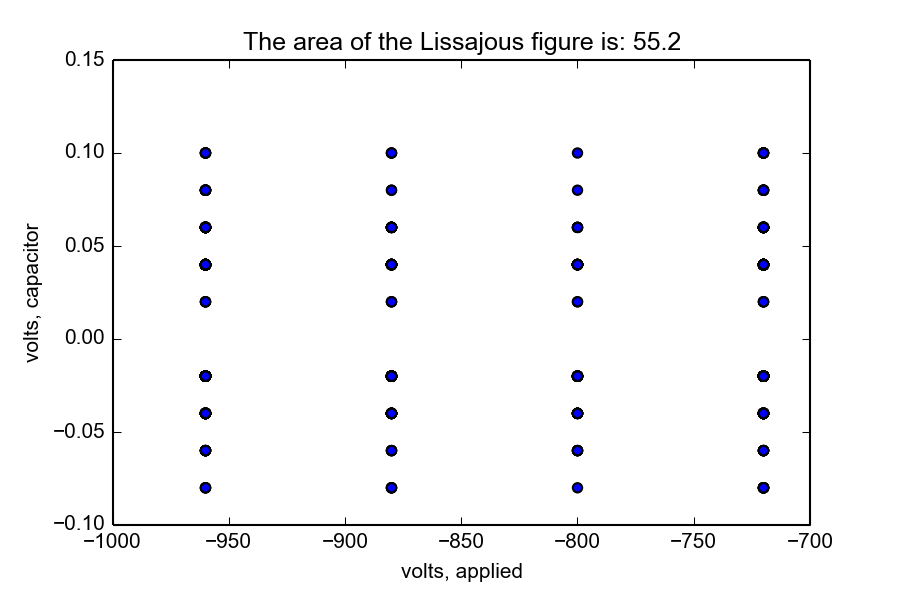 The area of the Lissajous figure is: 55.2
0.15
0.10
0.05
0.00
−0.05
−0.10
volts, capacitor
−1000 −950 −900 −850 −800 −750 −700
volts, applied